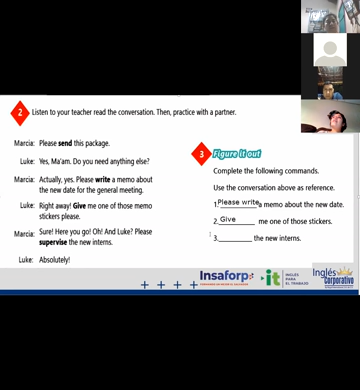 2 Listen to your teacher read the conversation. Then, practice with a partner.
Marcia: Please send this package.
Luke: Yes, Ma'am. Do you need anything else?
Marcia: Actually, yes. Please write a memo about
the new date for the general meeting.
Luke: Right away! Give me one of those memo
stickers please.
Marcia: Sure! Here you go! Oh! And Luke? Please
supervise the new interns.
Luke: Absolutely!
3 Figure it out
Complete the following commands.
Use the conversation above as reference.
1. Please write a memo about the new date.
2. Give me one of those stickers.
3. the new interns.
Insaforp
it INGLÉS
PARA
EL TRABAJO
Inglés
Corporativo